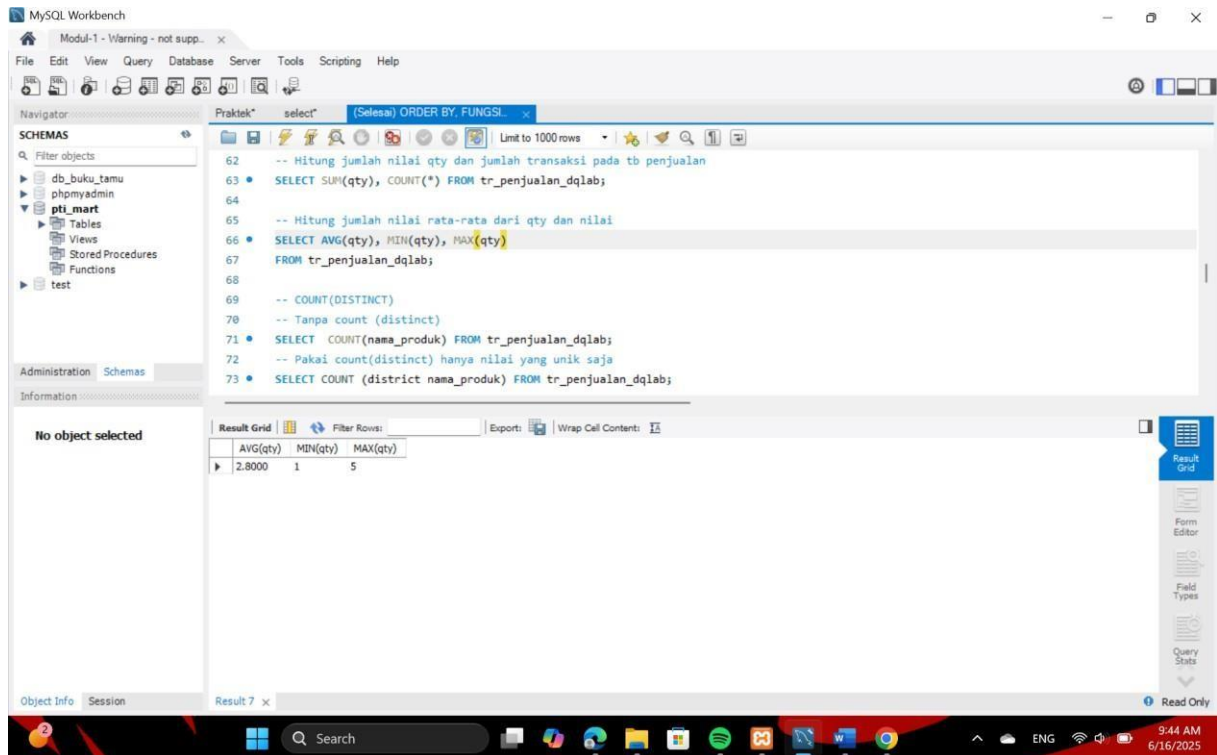 MySQL Workbench
Modul-1 - Warning - not supp..
File Edit View Query Database Server Tools Scripting Help
Navigator
Praktek* select* (Selesai) ORDER BY, FUNGSI..
SCHEMAS
Limit to 1000 rows
Filter objects
db_buku_tamu
phpmyadmin
pti_mart
Tables
Views
Stored Procedures
Functions
test
62 -- Hitung jumlah nilai qty dan jumlah transaksi pada tb penjualan
63 SELECT SUM(qty), COUNT(*) FROM tr_penjualan_dqlab;
64
65 -- Hitung jumlah nilai rata-rata dari qty dan nilai
66 SELECT AVG(qty), MIN(qty), MAX(qty)
67 FROM tr_penjualan_dqlab;
68
69 -- COUNT(DISTINCT)
70 -- Tanpa count (distinct)
71 SELECT  COUNT(nama_produk) FROM tr_penjualan_dqlab;
72 -- Pakai count(distinct) hanya nilai yang unik saja
73 SELECT COUNT (district nama_produk) FROM tr_penjualan_dqlab;
Administration Schemas
Information
No object selected
Result Grid Filter Rows: Export: Wrap Cell Content:
AVG(qty) MIN(qty) MAX(qty)
2.8000 1 5
Result Grid
Form Editor
Field Types
Query Stats
Object Info Session
Result 7
Read Only
2
Search
ENG
9:44 AM
6/16/2025